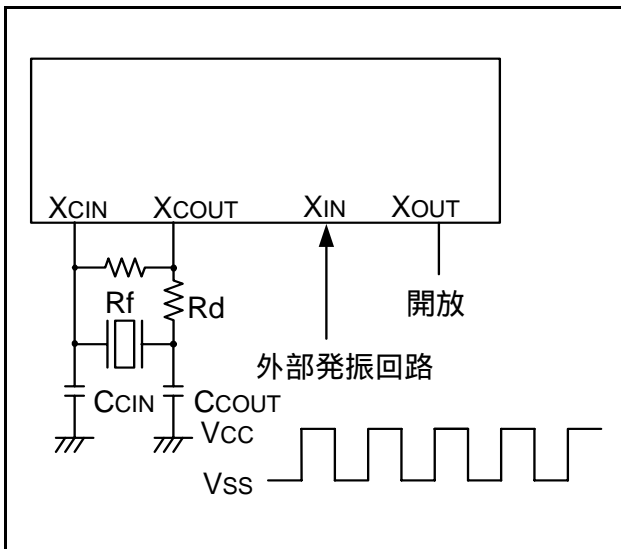 XCIN XCOUT XIN XOUT
Rf
Rd
開放
外部発振回路
CCIN CCOUT
VCC
VSS